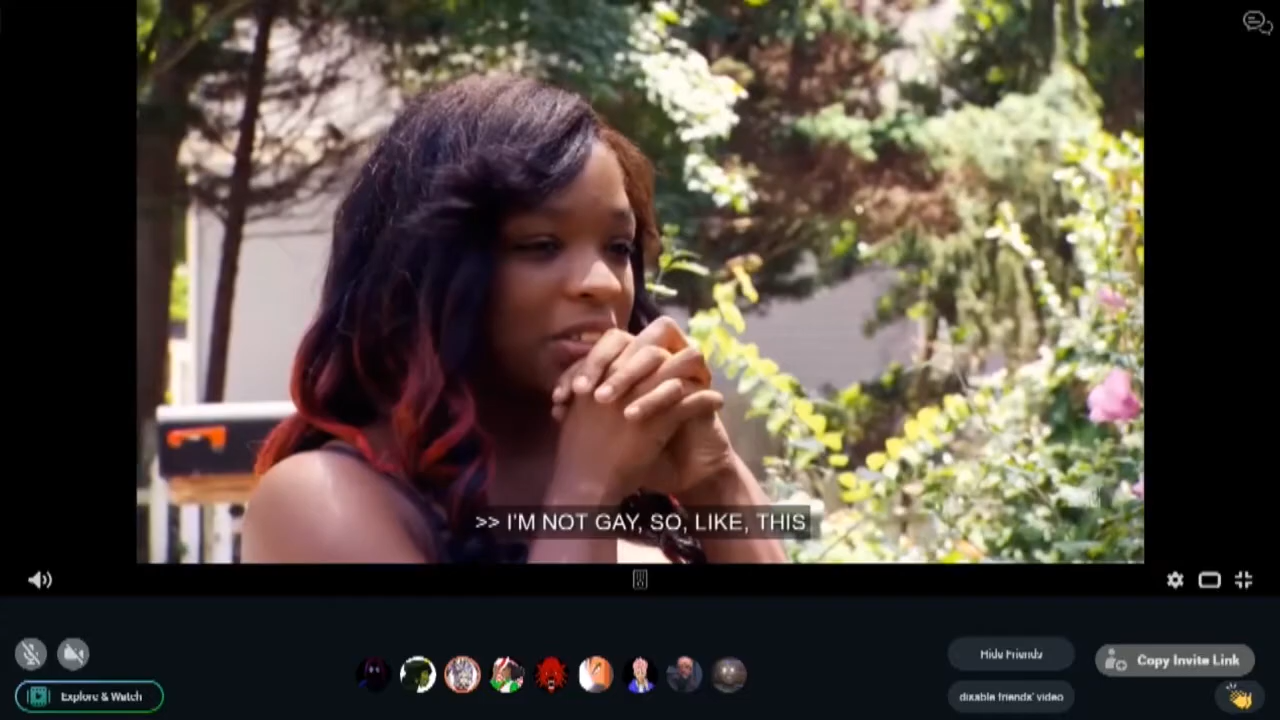 >> I'M NOT GAY, SO, LIKE, THIS
Hide Friends
Copy Invite Link
Explore & Watch
disable friends' video